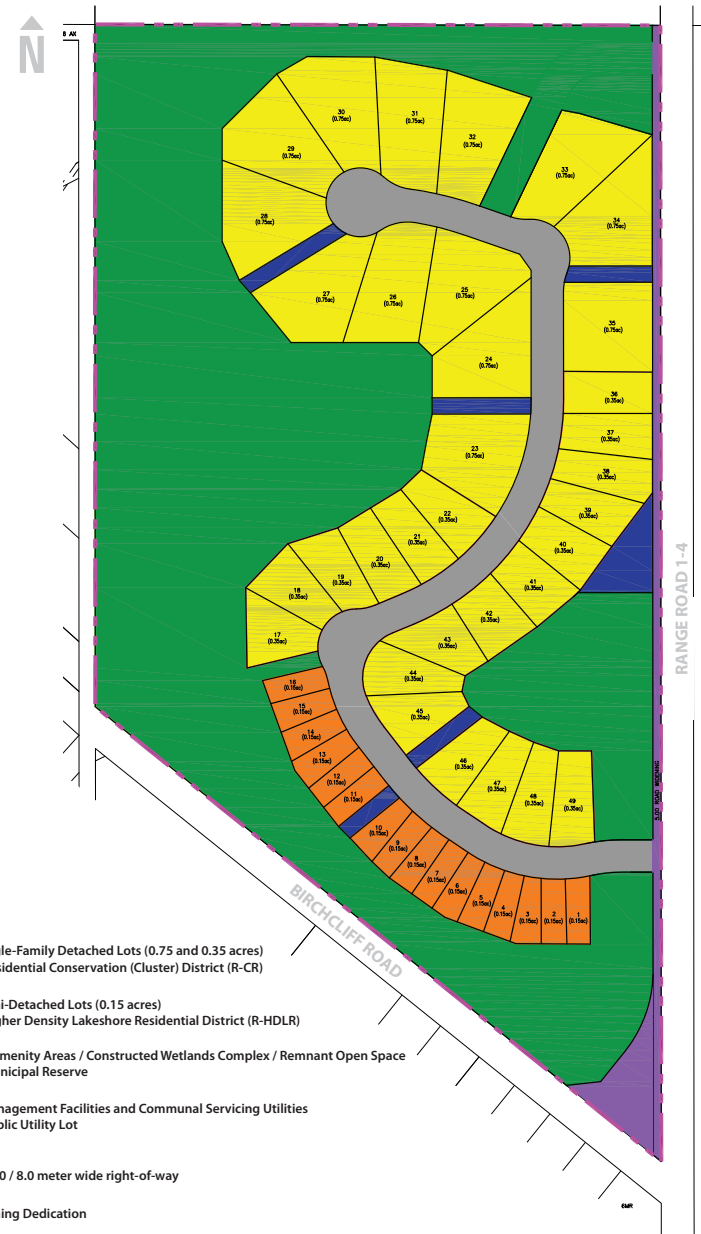 N
6 AX
30
(0.75ac)
31
(0.75ac)
32
(0.75ac)
29
(0.75ac)
33
(0.75ac)
28
(0.75ac)
34
(0.75ac)
27
(0.75ac)
26
(0.75ac)
25
(0.75ac)
35
(0.75ac)
24
(0.75ac)
36
(0.35ac)
37
(0.35ac)
23
(0.75ac)
38
(0.35ac)
22
(0.35ac)
39
(0.35ac)
21
(0.35ac)
40
(0.35ac)
20
(0.35ac)
19
(0.35ac)
41
(0.35ac)
18
(0.35ac)
42
(0.35ac)
17
(0.35ac)
43
(0.35ac)
44
(0.35ac)
RANGE ROAD 1-4
16
(0.15ac)
15
(0.15ac)
45
(0.35ac)
14
(0.15ac)
13
(0.15ac)
46
(0.35ac)
12
(0.15ac)
47
(0.35ac)
11
(0.15ac)
48
(0.35ac)
49
(0.35ac)
5.00 ROAD WIDENING
10
(0.15ac)
9
(0.15ac)
8
(0.15ac)
7
(0.15ac)
6
(0.15ac)
5
(0.15ac)
4
(0.15ac)
3
(0.15ac)
2
(0.15ac)
1
(0.15ac)
BIRCHCLIFF ROAD
gle-Family Detached Lots (0.75 and 0.35 acres)
sidential Conservation (Cluster) District (R-CR)
i-Detached Lots (0.15 acres)
gher Density Lakeshore Residential District (R-HDLR)
menity Areas / Constructed Wetlands Complex / Remnant Open Space
nicipal Reserve
nagement Facilities and Communal Servicing Utilities
blic Utility Lot
0 / 8.0 meter wide right-of-way
ning Dedication
6MR